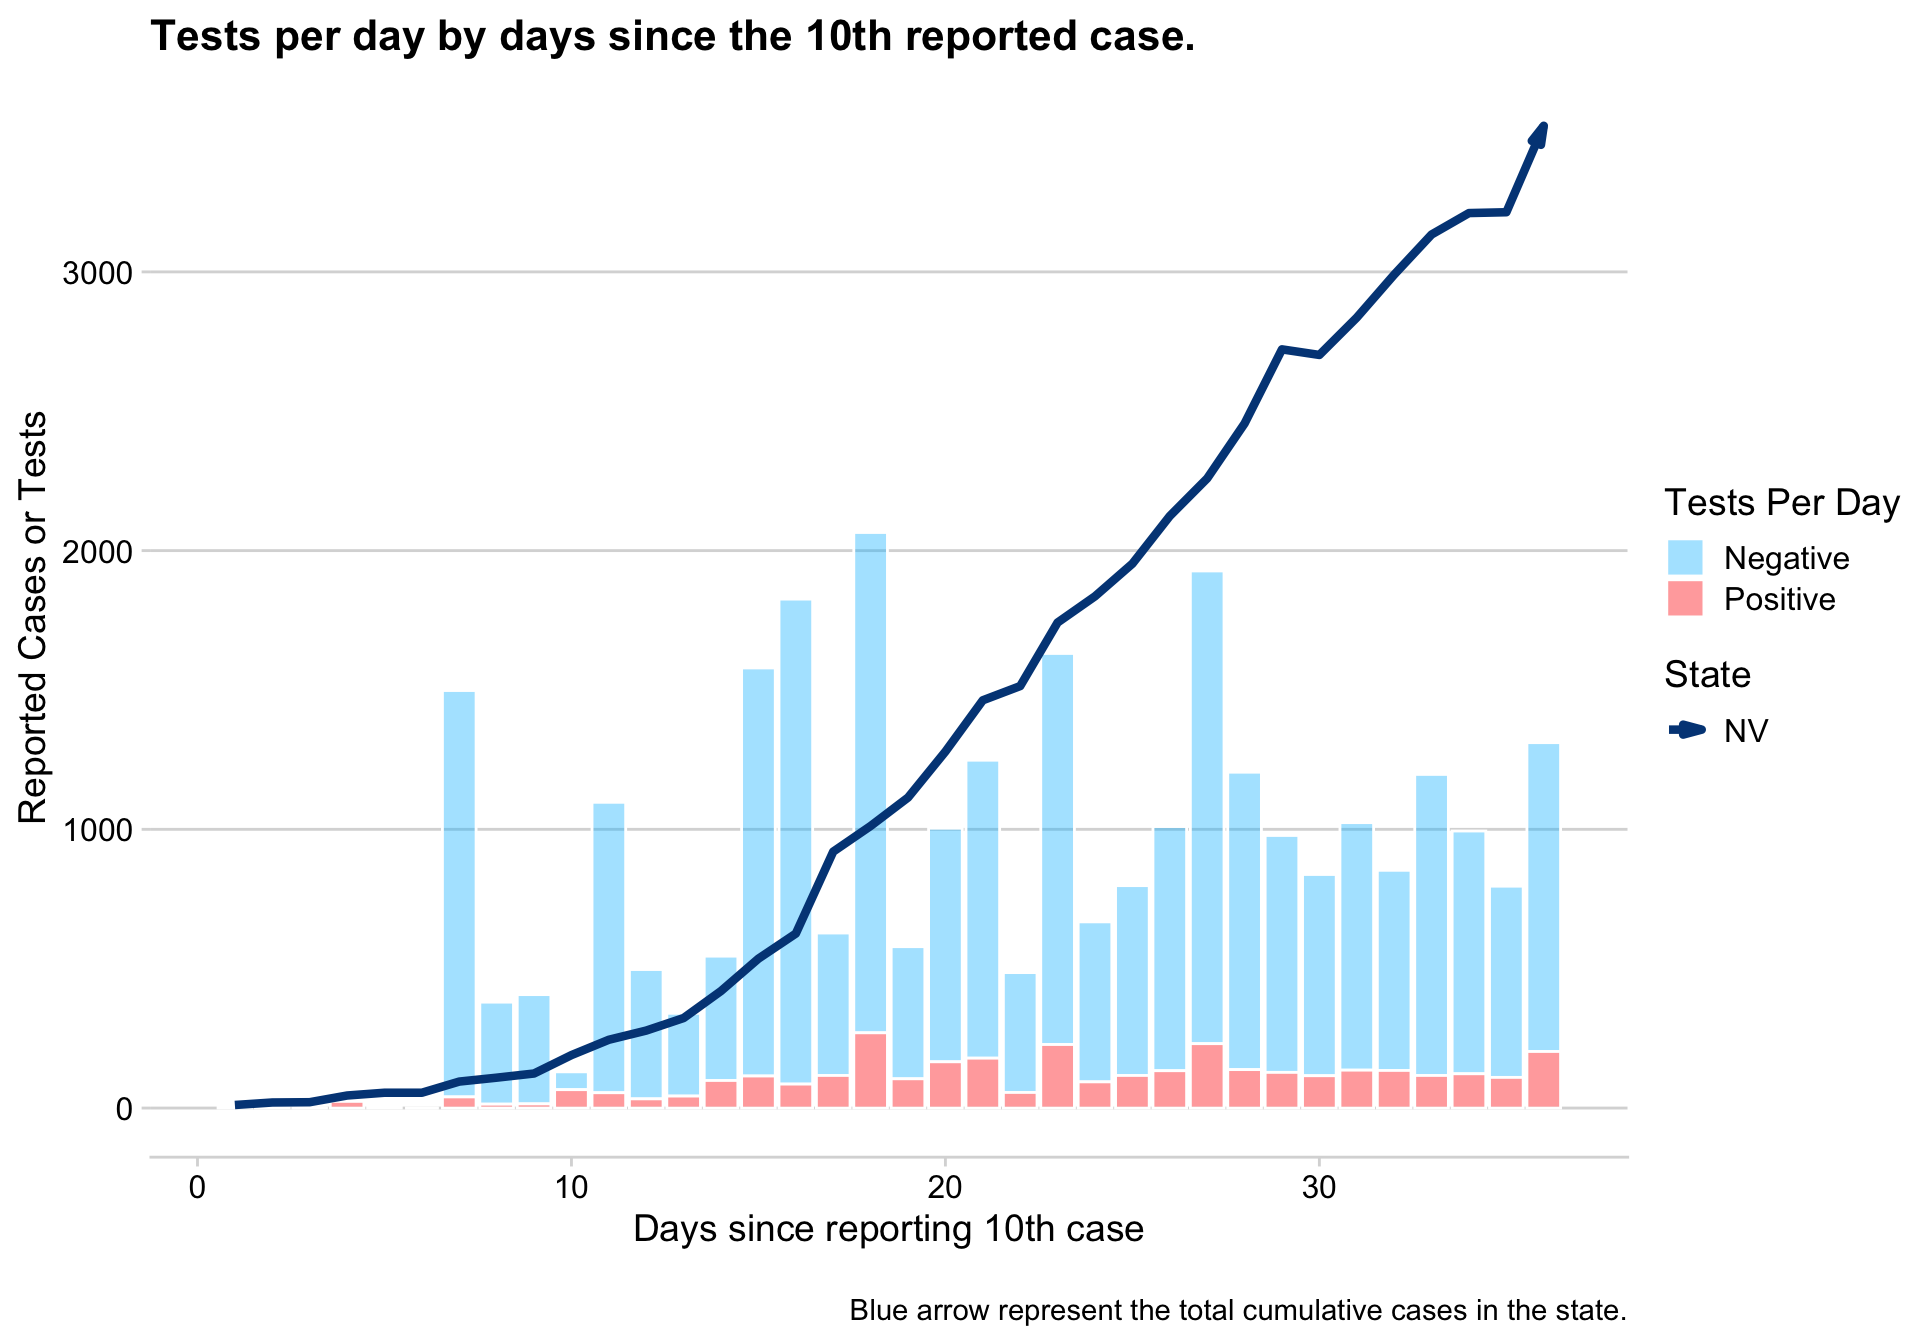 Tests per day by days since the 10th reported case.
Reported Cases or Tests
3000
2000
1000
0
0 10 20 30
Days since reporting 10th case
Tests Per Day
Negative
Positive
State
NV
Blue arrow represent the total cumulative cases in the state.